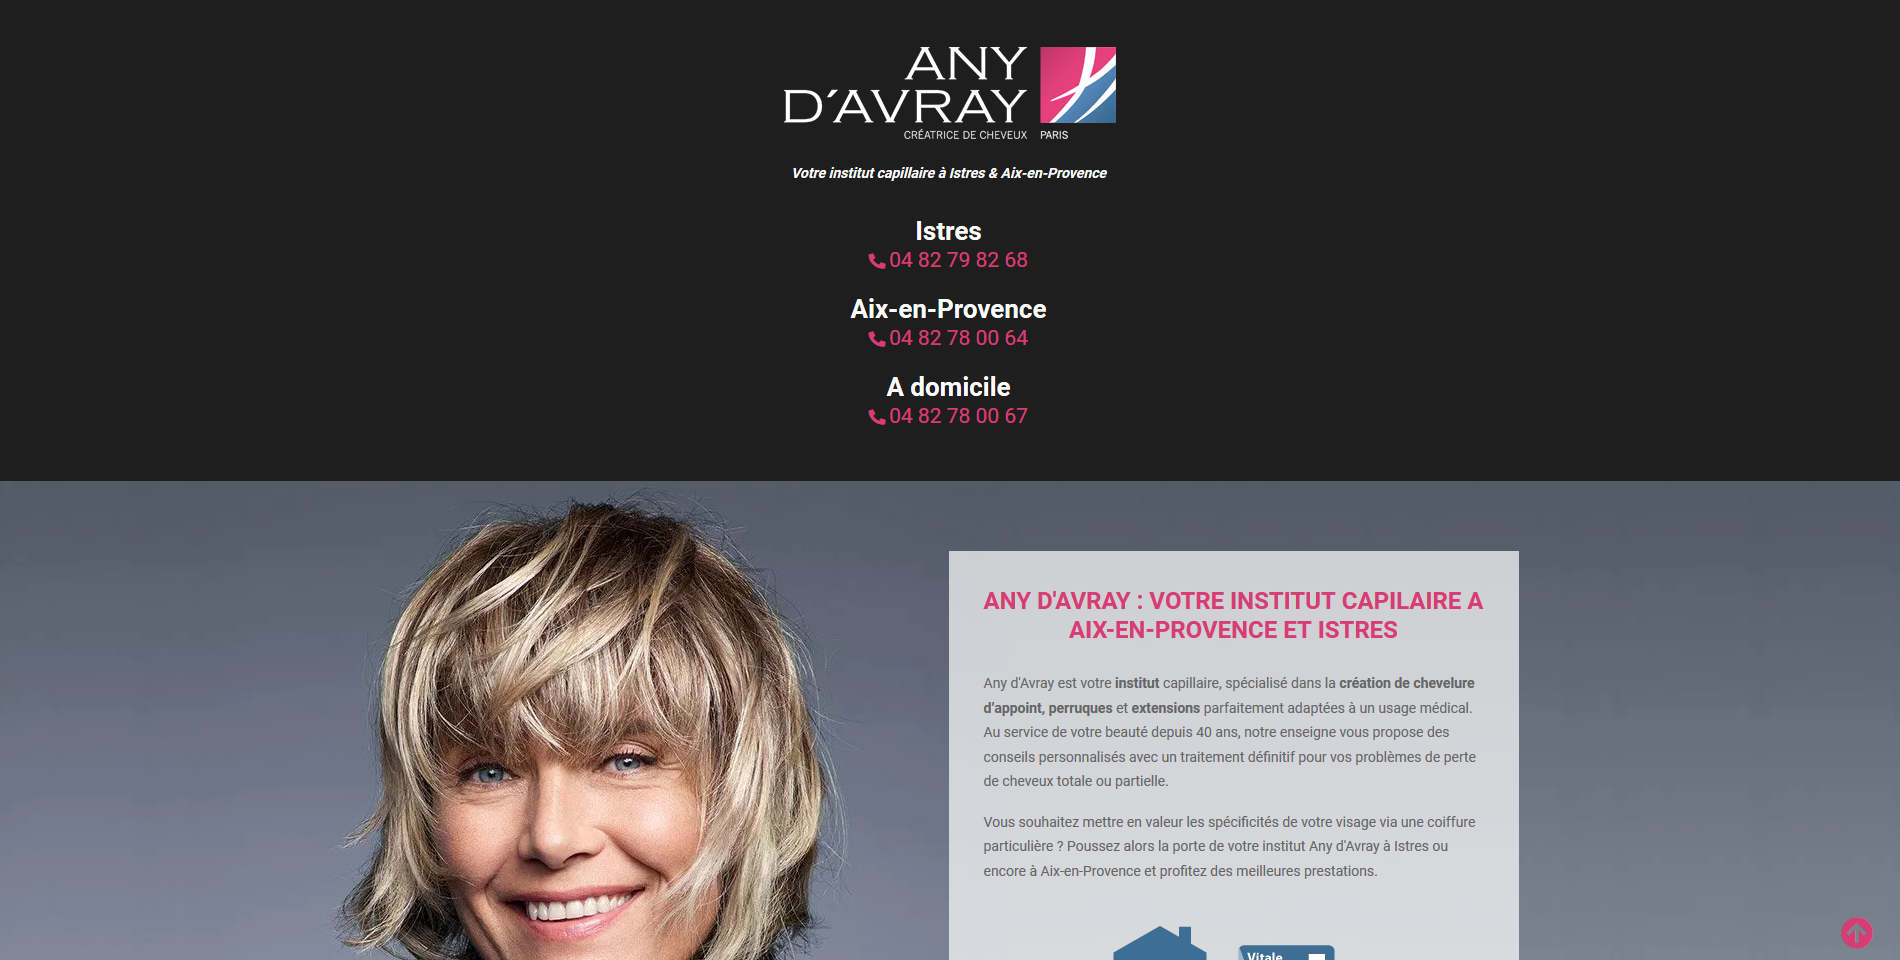 ANY
D'AVRAY
CRÉATRICE DE CHEVEUX PARIS
Votre institut capillaire à Istres & Aix-en-Provence
Istres
04 82 79 82 68
Aix-en-Provence
04 82 78 00 64
A domicile
04 82 78 00 67
ANY D'AVRAY : VOTRE INSTITUT CAPILAIRE A
AIX-EN-PROVENCE ET ISTRES
Any d'Avray est votre institut capillaire, spécialisé dans la création de chevelure
d'appoint, perruques et extensions parfaitement adaptées à un usage médical.
Au service de votre beauté depuis 40 ans, notre enseigne vous propose des
conseils personnalisés avec un traitement définitif pour vos problèmes de perte
de cheveux totale ou partielle.
Vous souhaitez mettre en valeur les spécificités de votre visage via une coiffure
particulière ? Poussez alors la porte de votre institut Any d'Avray à Istres ou
encore à Aix-en-Provence et profitez des meilleures prestations.
Vitale